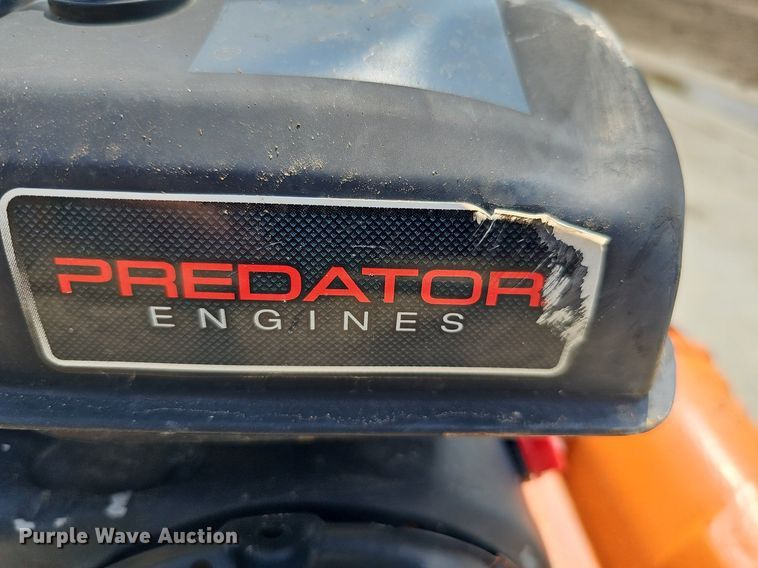 PREDATOR
ENGINES
Purple Wave Auction